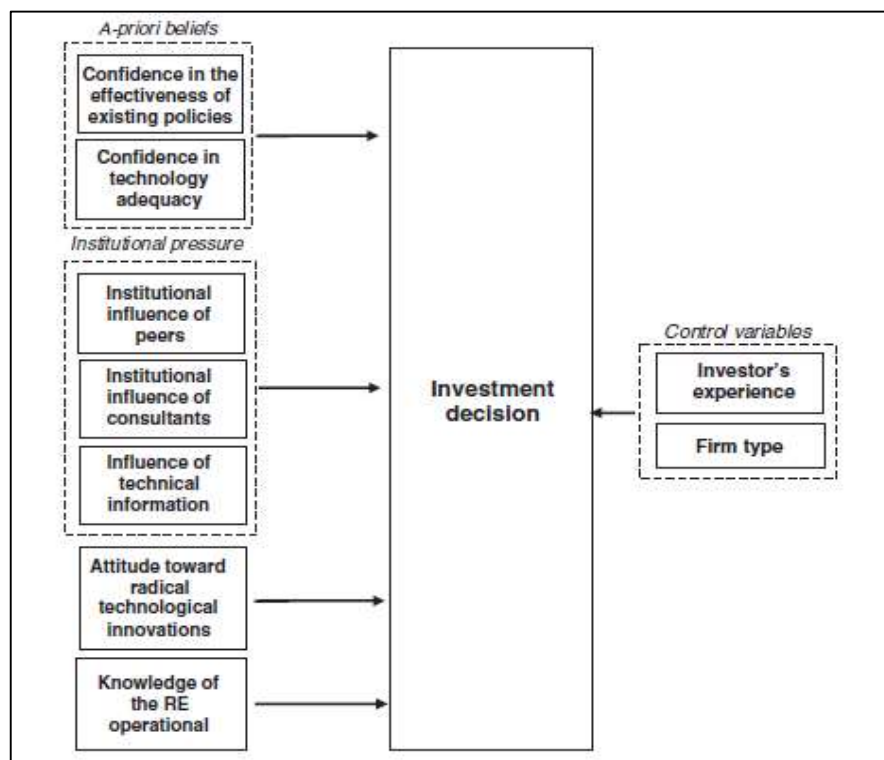 A-priori beliefs
Confidence in the
effectiveness of
existing policies
Confidence in
technology
adequacy
Institutional pressure
Institutional
influence of
peers
Institutional
influence of
consultants
Influence of
technical
information
Attitude toward
radical
technological
innovations
Knowledge of
the RE
operational
Investment
decision
Control variables
Investor's
experience
Firm type